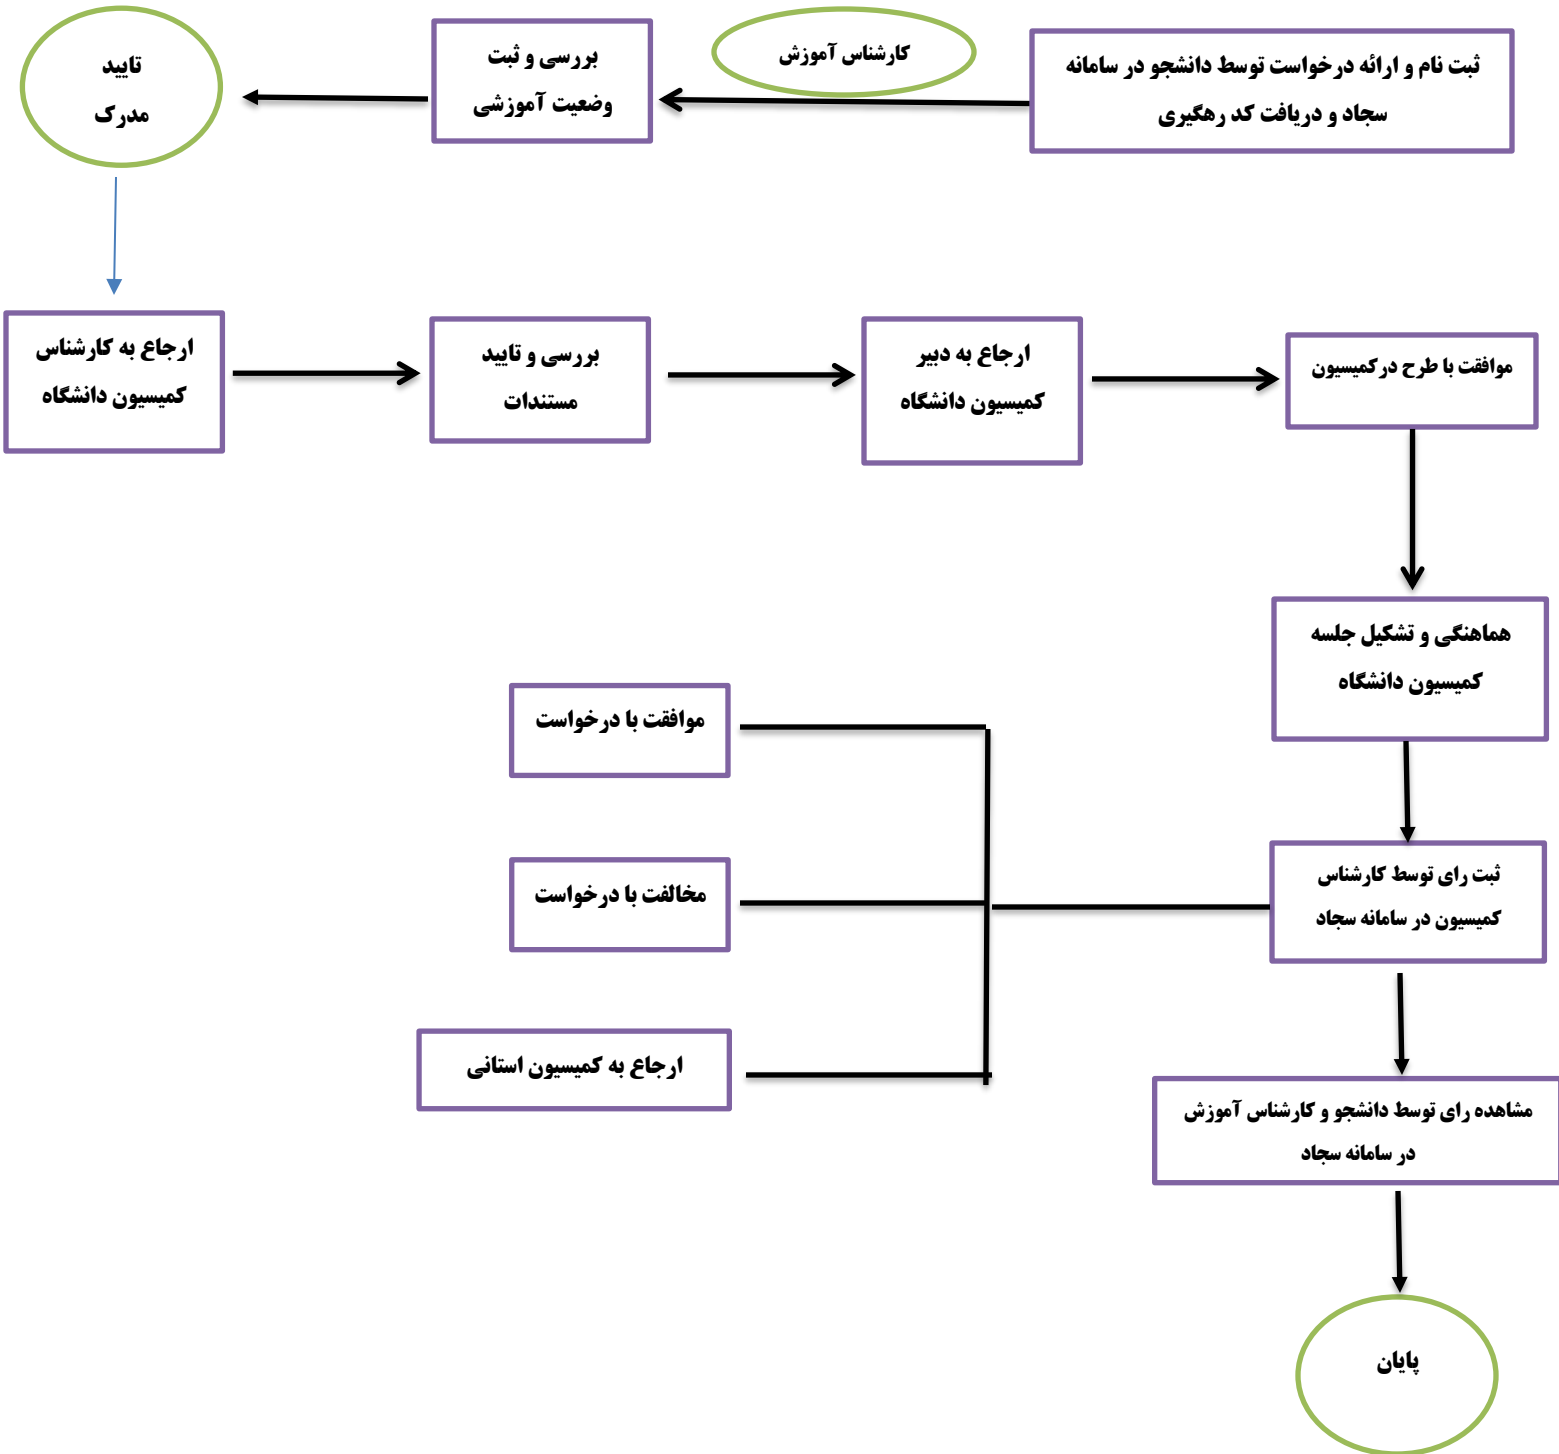 ثبت نام و ارائه درخواست توسط دانشجو در سامانه
سجاد و دریافت کد رهگیری
کارشناس آموزش
بررسی و ثبت
وضعیت آموزشی
تایید
مدرک
ارجاع به کارشناس
کمیسیون دانشگاه
بررسی و تایید
مستندات
ارجاع به دبیر
کمیسیون دانشگاه
موافقت با طرح درکمیسیون
هماهنگی و تشکیل جلسه
کمیسیون دانشگاه
ثبت رای توسط کارشناس
کمیسیون در سامانه سجاد
موافقت با درخواست
مخالفت با درخواست
ارجاع به کمیسیون استانی
مشاهده رای توسط دانشجو و کارشناس آموزش
در سامانه سجاد
پایان